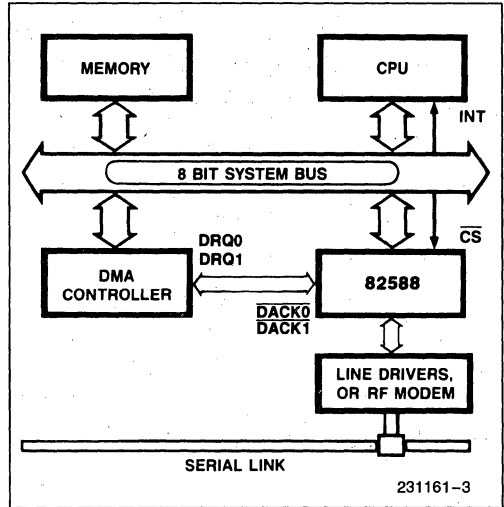 MEMORY
CPU
INT
8 BIT SYSTEM BUS
DRQ0
DRQ1
CS
DMA
CONTROLLER
82588
DACK0
DACK1
LINE DRIVERS,
OR RF MODEM
SERIAL LINK
231161-3